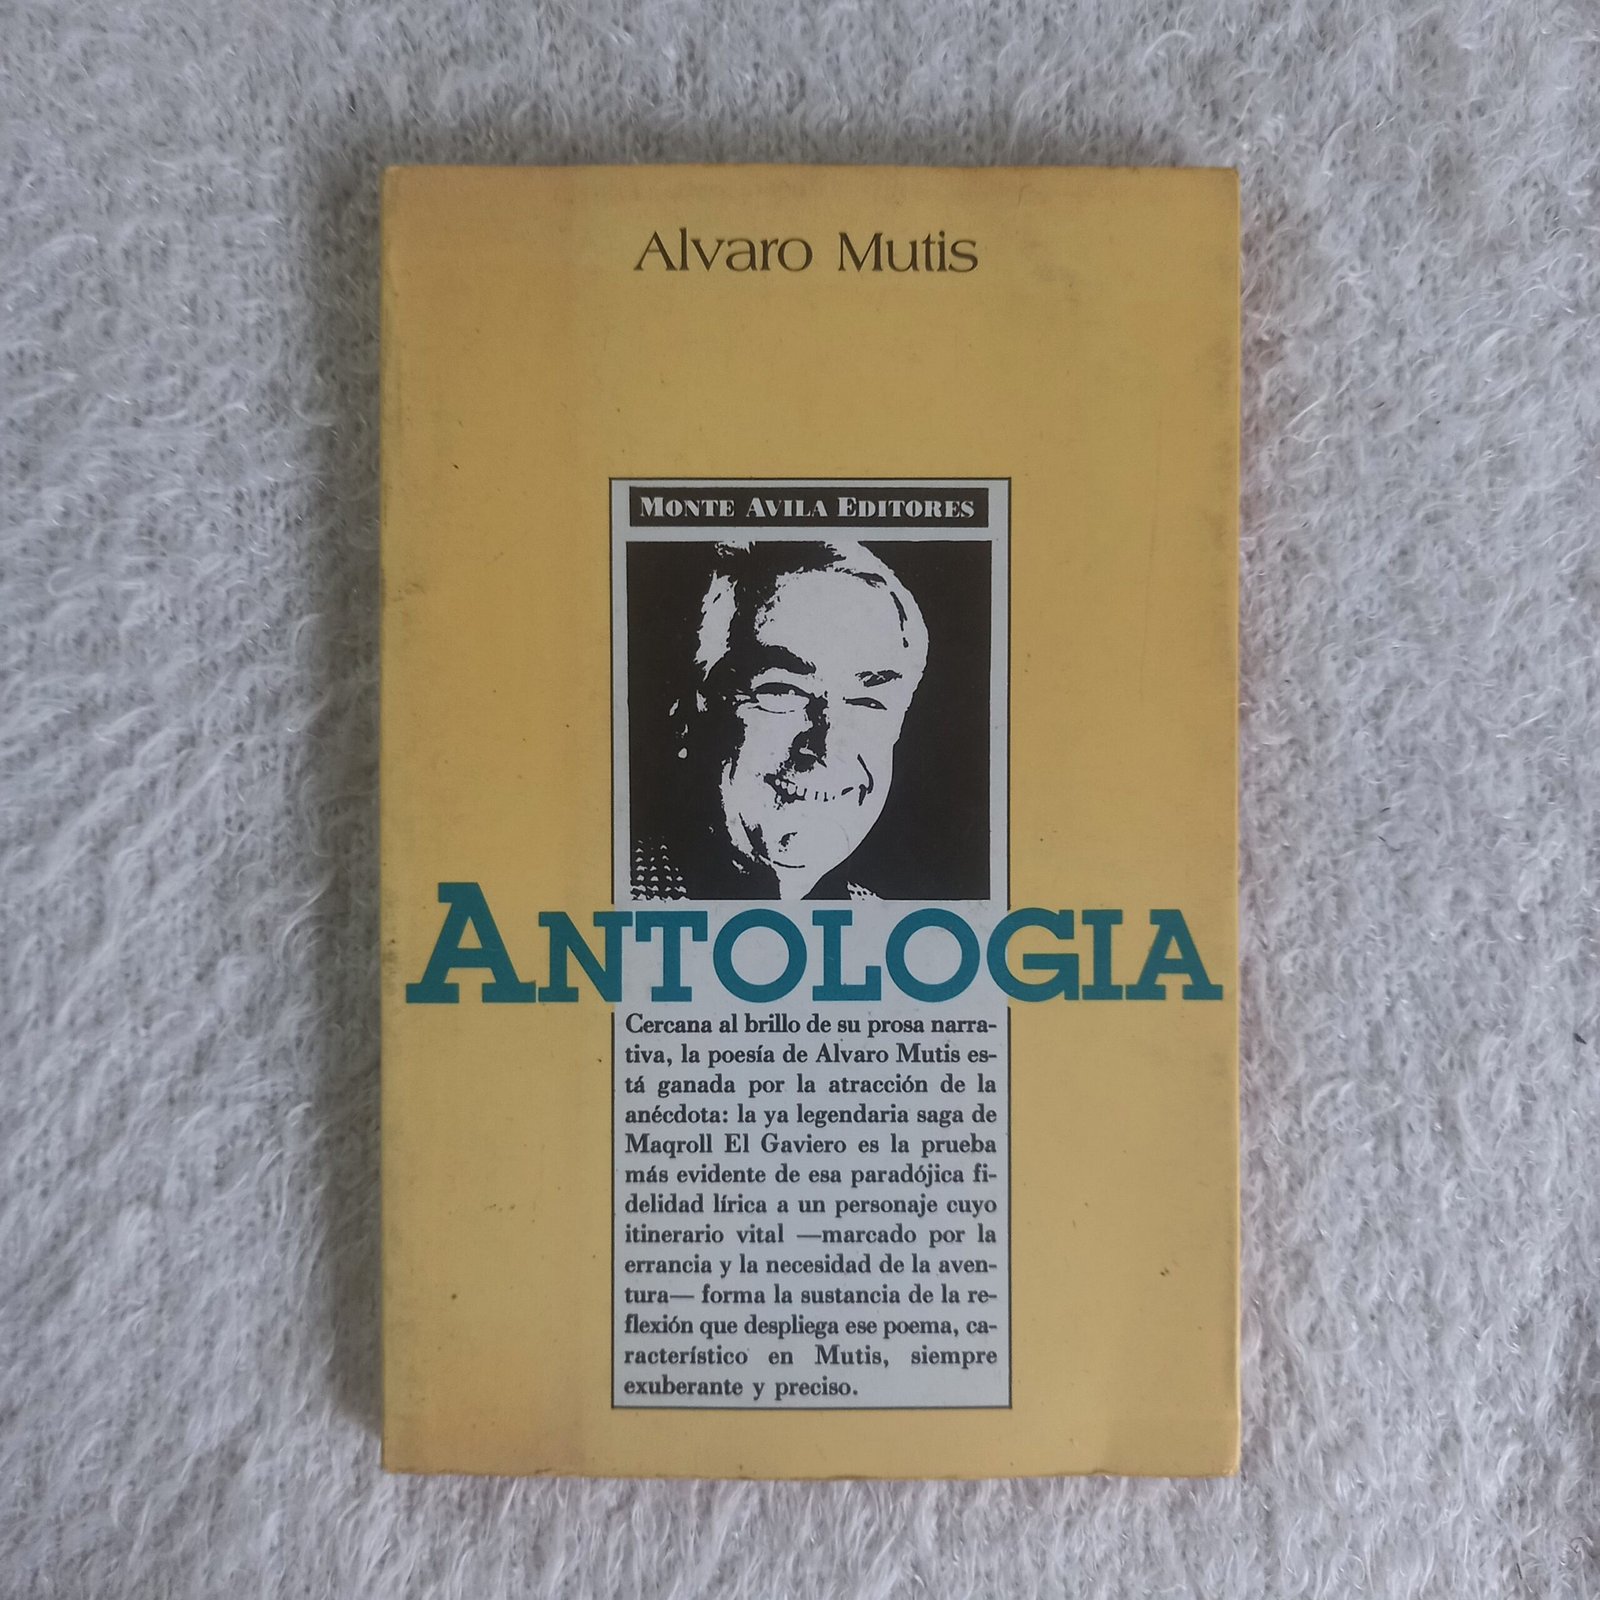 Alvaro Mutis
MONTE AVILA EDITORES
ANTOLOGIA
Cercana al brillo de su prosa narra-
tiva, la poesía de Alvaro Mutis es-
tá ganada por la atracción de la
anécdota: la ya legendaria saga de
Maqroll El Gaviero es la prueba
más evidente de esa paradójica fi-
delidad lírica a un personaje cuyo
itinerario vital —marcado por la
errancia y la necesidad de la aven-
tura— forma la sustancia de la re-
flexión que despliega ese poema, ca-
racterístico en Mutis, siempre
exuberante y preciso.